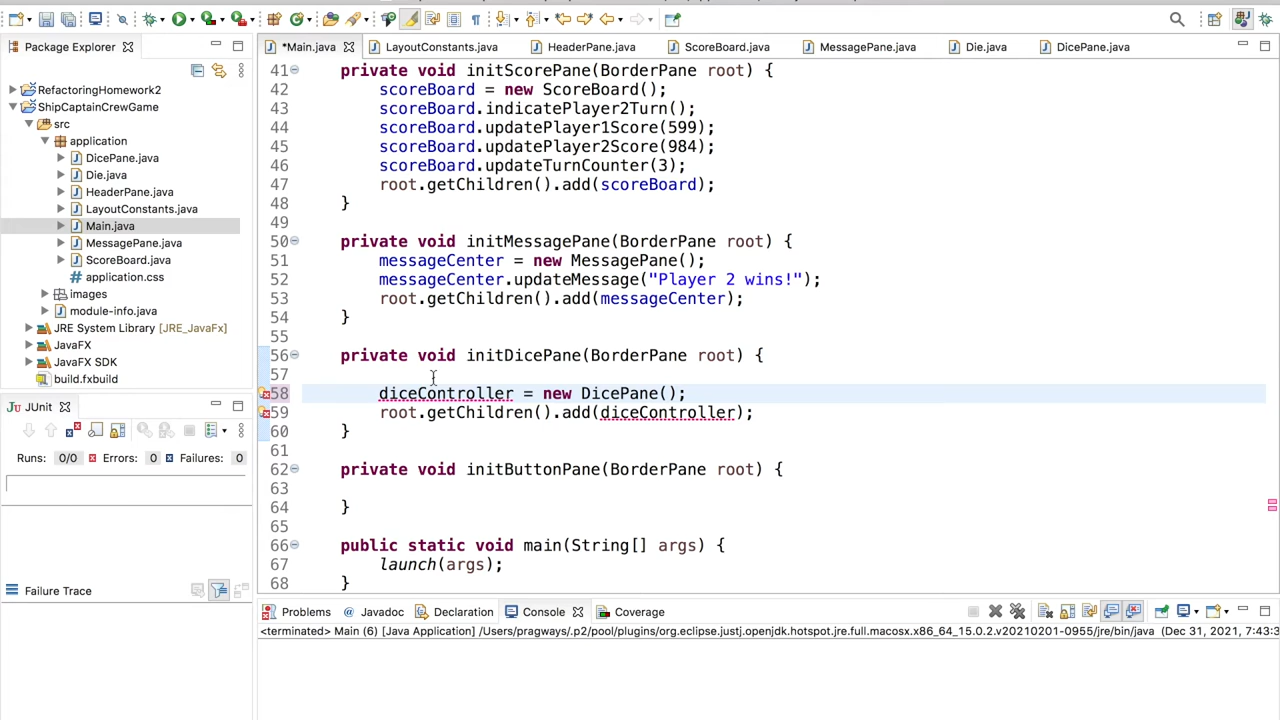 Package Explorer
*Main.java
LayoutConstants.java
HeaderPane.java
ScoreBoard.java
MessagePane.java
Die.java
DicePane.java
RefactoringHomework2
ShipCaptainCrewGame
src
application
DicePane.java
Die.java
HeaderPane.java
LayoutConstants.java
Main.java
MessagePane.java
ScoreBoard.java
application.css
images
module-info.java
JRE System Library [JRE_JavaFx]
JavaFX
JavaFX SDK
build.fxbuild
JUnit
Runs: 0/0 Errors: 0 Failures: 0
Failure Trace
41 private void initScorePane(BorderPane root) {
42 scoreBoard = new ScoreBoard();
43 scoreBoard.indicatePlayer2Turn();
44 scoreBoard.updatePlayer1Score(599);
45 scoreBoard.updatePlayer2Score(984);
46 scoreBoard.updateTurnCounter(3);
47 root.getChildren().add(scoreBoard);
48 }
49
50 private void initMessagePane(BorderPane root) {
51 messageCenter = new MessagePane();
52 messageCenter.updateMessage("Player 2 wins!");
53 root.getChildren().add(messageCenter);
54 }
55
56 private void initDicePane(BorderPane root) {
57
58 diceController = new DicePane();
59 root.getChildren().add(diceController);
60 }
61
62 private void initButtonPane(BorderPane root) {
63
64 }
65
66 public static void main(String[] args) {
67 launch(args);
68 }
Problems
Javadoc
Declaration
Console
Coverage
<terminated> Main (6) [Java Application] /Users/pragways/.p2/pool/plugins/org.eclipse.justj.openjdk.hotspot.jre.full.macosx.x86_64_15.0.2.v20210201-0955/jre/bin/java (Dec 31, 2021, 7:43:3